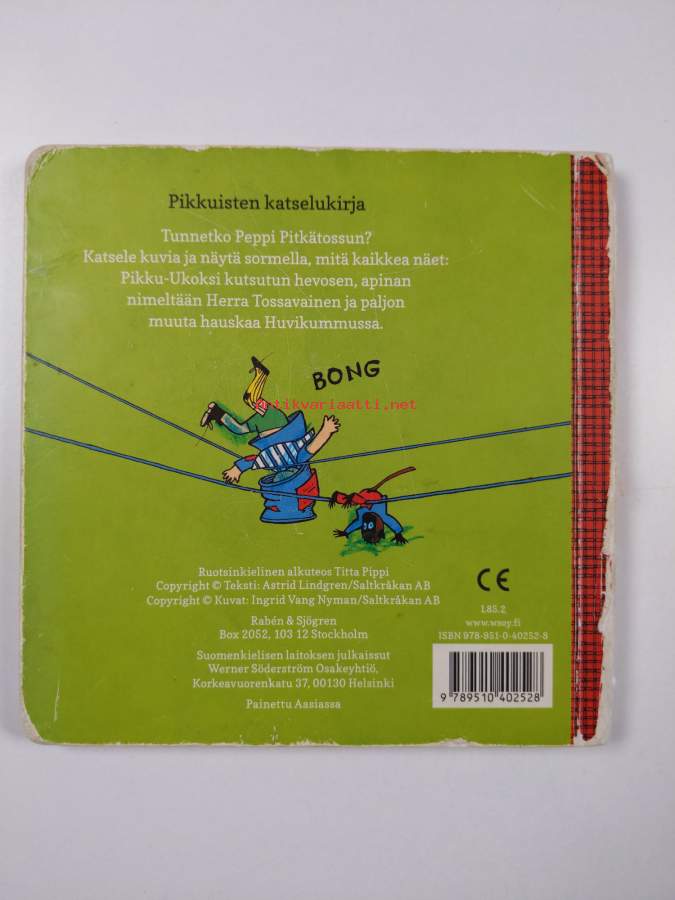 Pikkuisten katselukirja
Tunnetko Peppi Pitkätossun?
Katsele kuvia ja näytä sormella, mitä kaikkea näet:
Pikku-Ukoksi kutsutun hevosen, apinan
nimeltään Herra Tossavainen ja paljon
muuta hauskaa Huvikummussa.
BONG
antikvariaatti.net
Ruotsinkielinen alkuteos Titta Pippi
Copyright © Teksti: Astrid Lindgren/Saltkråkan AB
Copyright © Kuvat: Ingrid Vang Nyman/Saltkråkan AB
Rabén & Sjögren
Box 2052, 103 12 Stockholm
Suomenkielisen laitoksen julkaissut
Werner Söderström Osakeyhtiö,
Korkeavuorenkatu 37, 00130 Helsinki
Painettu Aasiassa
CE
L85.2
www.wsoy.fi
ISBN 978-951-0-40252-8
9 789510 402528